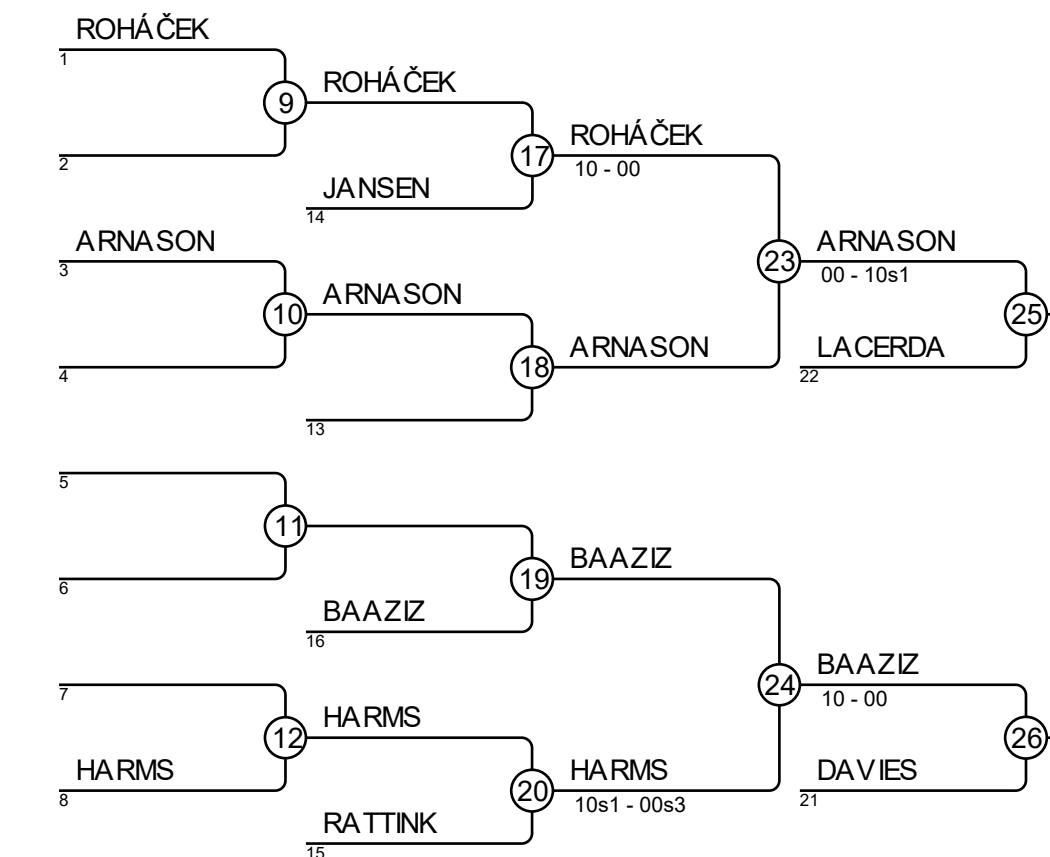 ROHÁČEK
1
9
ROHÁČEK
2
17
ROHÁČEK
10 - 00
JANSEN
14
ARNASON
3
23
ARNASON
00 - 10s1
10
ARNASON
25
4
18
ARNASON
LACERDA
22
13
5
11
6
19
BAAZIZ
BAAZIZ
16
7
24
BAAZIZ
10 - 00
12
HARMS
26
HARMS
8
20
HARMS
10s1 - 00s3
DAVIES
21
RATTINK
15